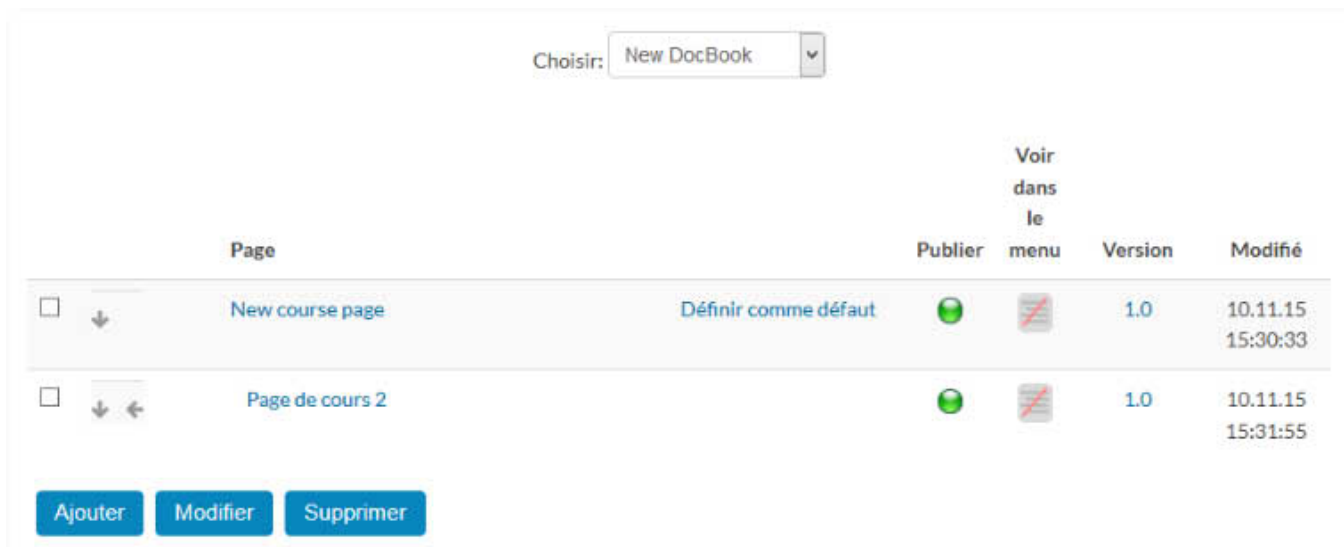 Choisir: New DocBook
Page Publier Voir dans le menu Version Modifié
New course page Définir comme défaut 1.0 10.11.15
15:30:33
Page de cours 2 1.0 10.11.15
15:31:55
Ajouter Modifier Supprimer